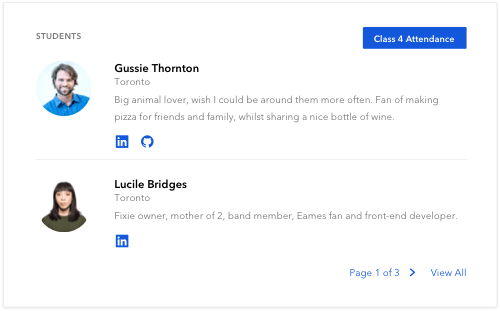 STUDENTS
Class 4 Attendance
Gussie Thornton
Toronto
Big animal lover, wish I could be around them more often. Fan of making
pizza for friends and family, whilst sharing a nice bottle of wine.
in
Lucile Bridges
Toronto
Fixie owner, mother of 2, band member, Eames fan and front-end developer.
in
Page 1 of 3 View All